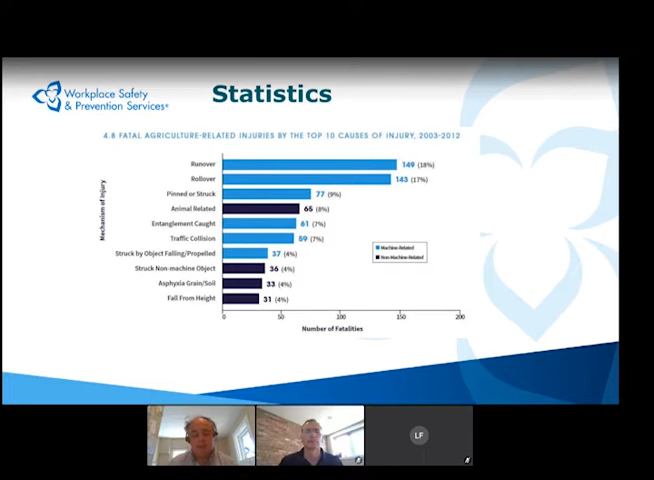 Workplace Safety
& Prevention Services®
Statistics
4.8 FATAL AGRICULTURE-RELATED INJURIES BY THE TOP 10 CAUSES OF INJURY, 2003-2012
Mechanism of Injury
Runover 149 (18%)
Rollover 143 (17%)
Pinned or Struck 77 (9%)
Animal Related 65 (8%)
Entanglement Caught 61 (7%)
Traffic Collision 59 (7%)
Struck by Object Falling/Propelled 37 (4%)
Struck Non-machine Object 36 (4%)
Asphyxia Grain/Soil 33 (4%)
Fall From Height 31 (4%)
Machine-Related
Non-Machine-Related
0 50 100 150 200
Number of Fatalities
LF